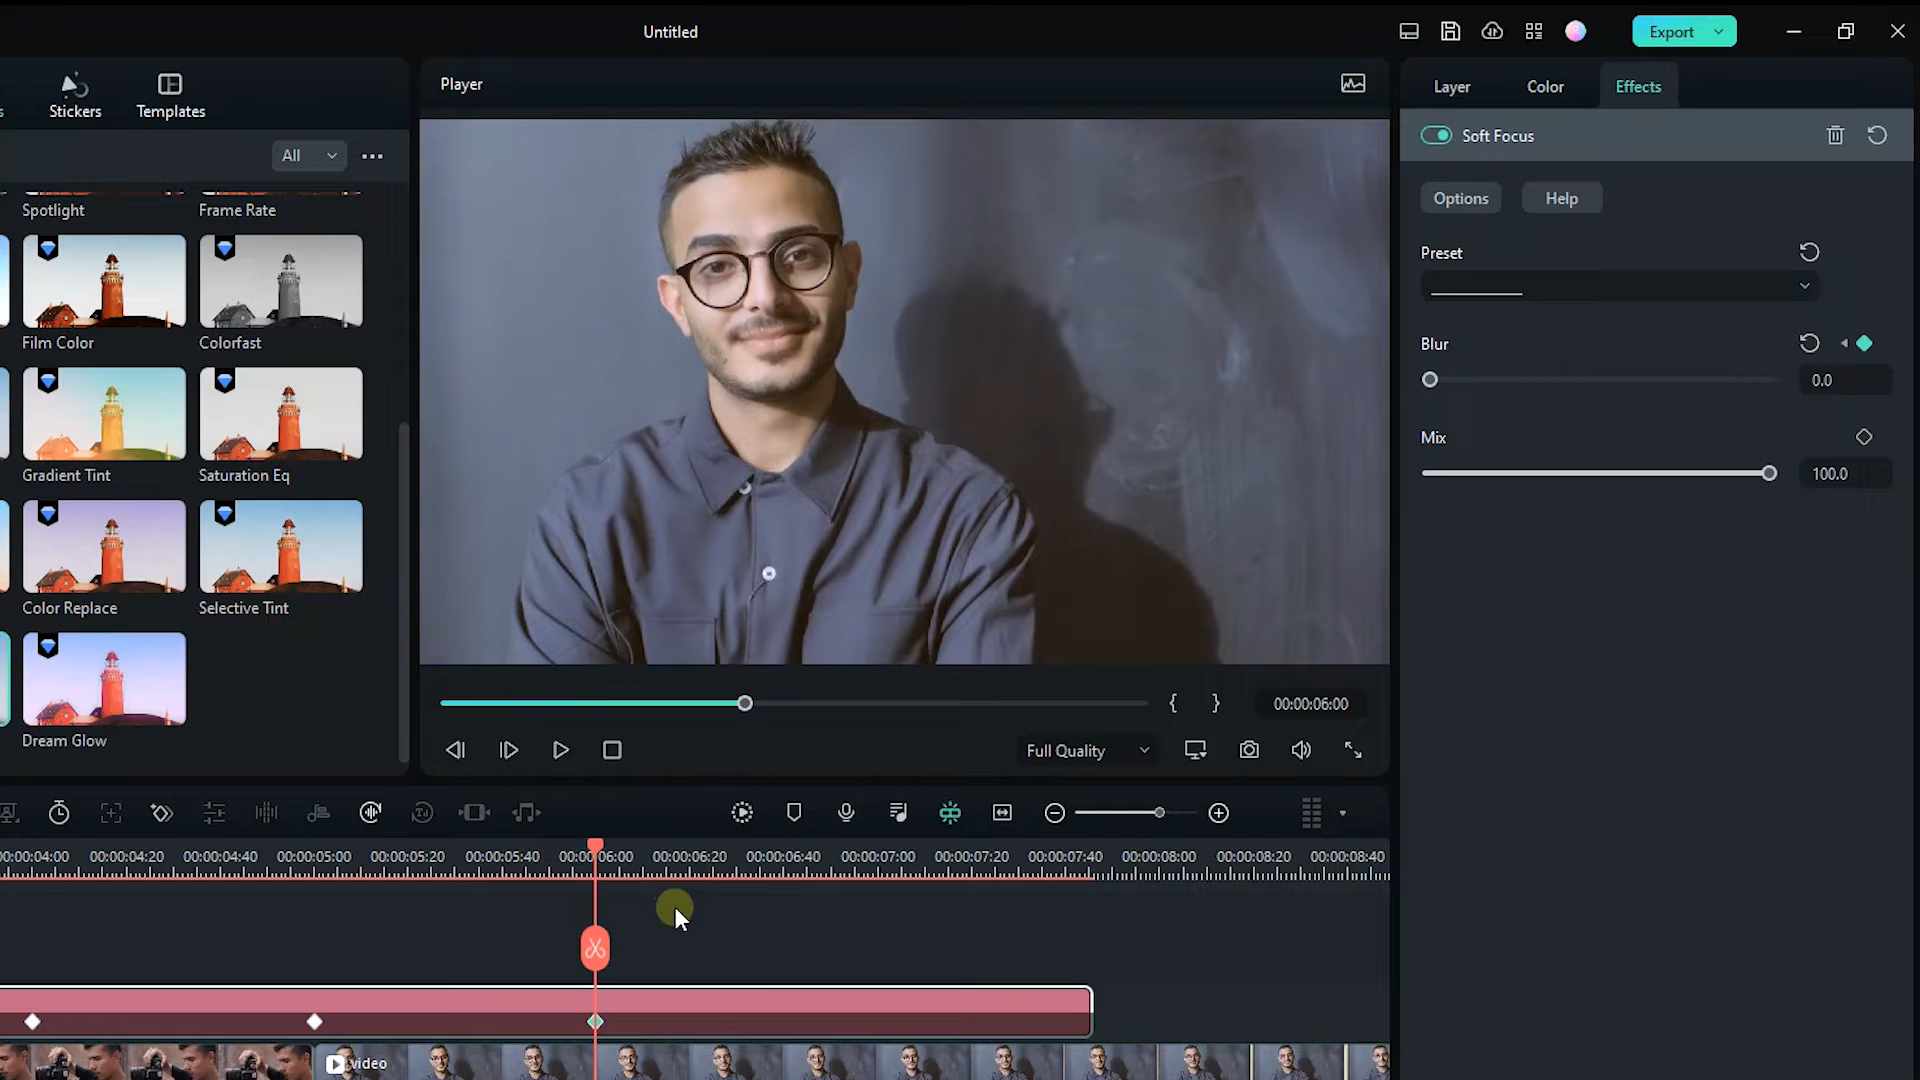 Untitled
Export
Stickers
Templates
Player
Layer
Color
Effects
All
Soft Focus
Options
Help
Spotlight
Frame Rate
Preset
Film Color
Colorfast
Blur
0.0
Mix
100.0
Gradient Tint
Saturation Eq
Color Replace
Selective Tint
Dream Glow
{ }
00:00:06:00
Full Quality
00:00:04:00 00:00:04:20 00:00:04:40 00:00:05:00 00:00:05:20 00:00:05:40 00:00:06:00 00:00:06:20 00:00:06:40 00:00:07:00 00:00:07:20 00:00:07:40 00:00:08:00 00:00:08:20 00:00:08:40
video